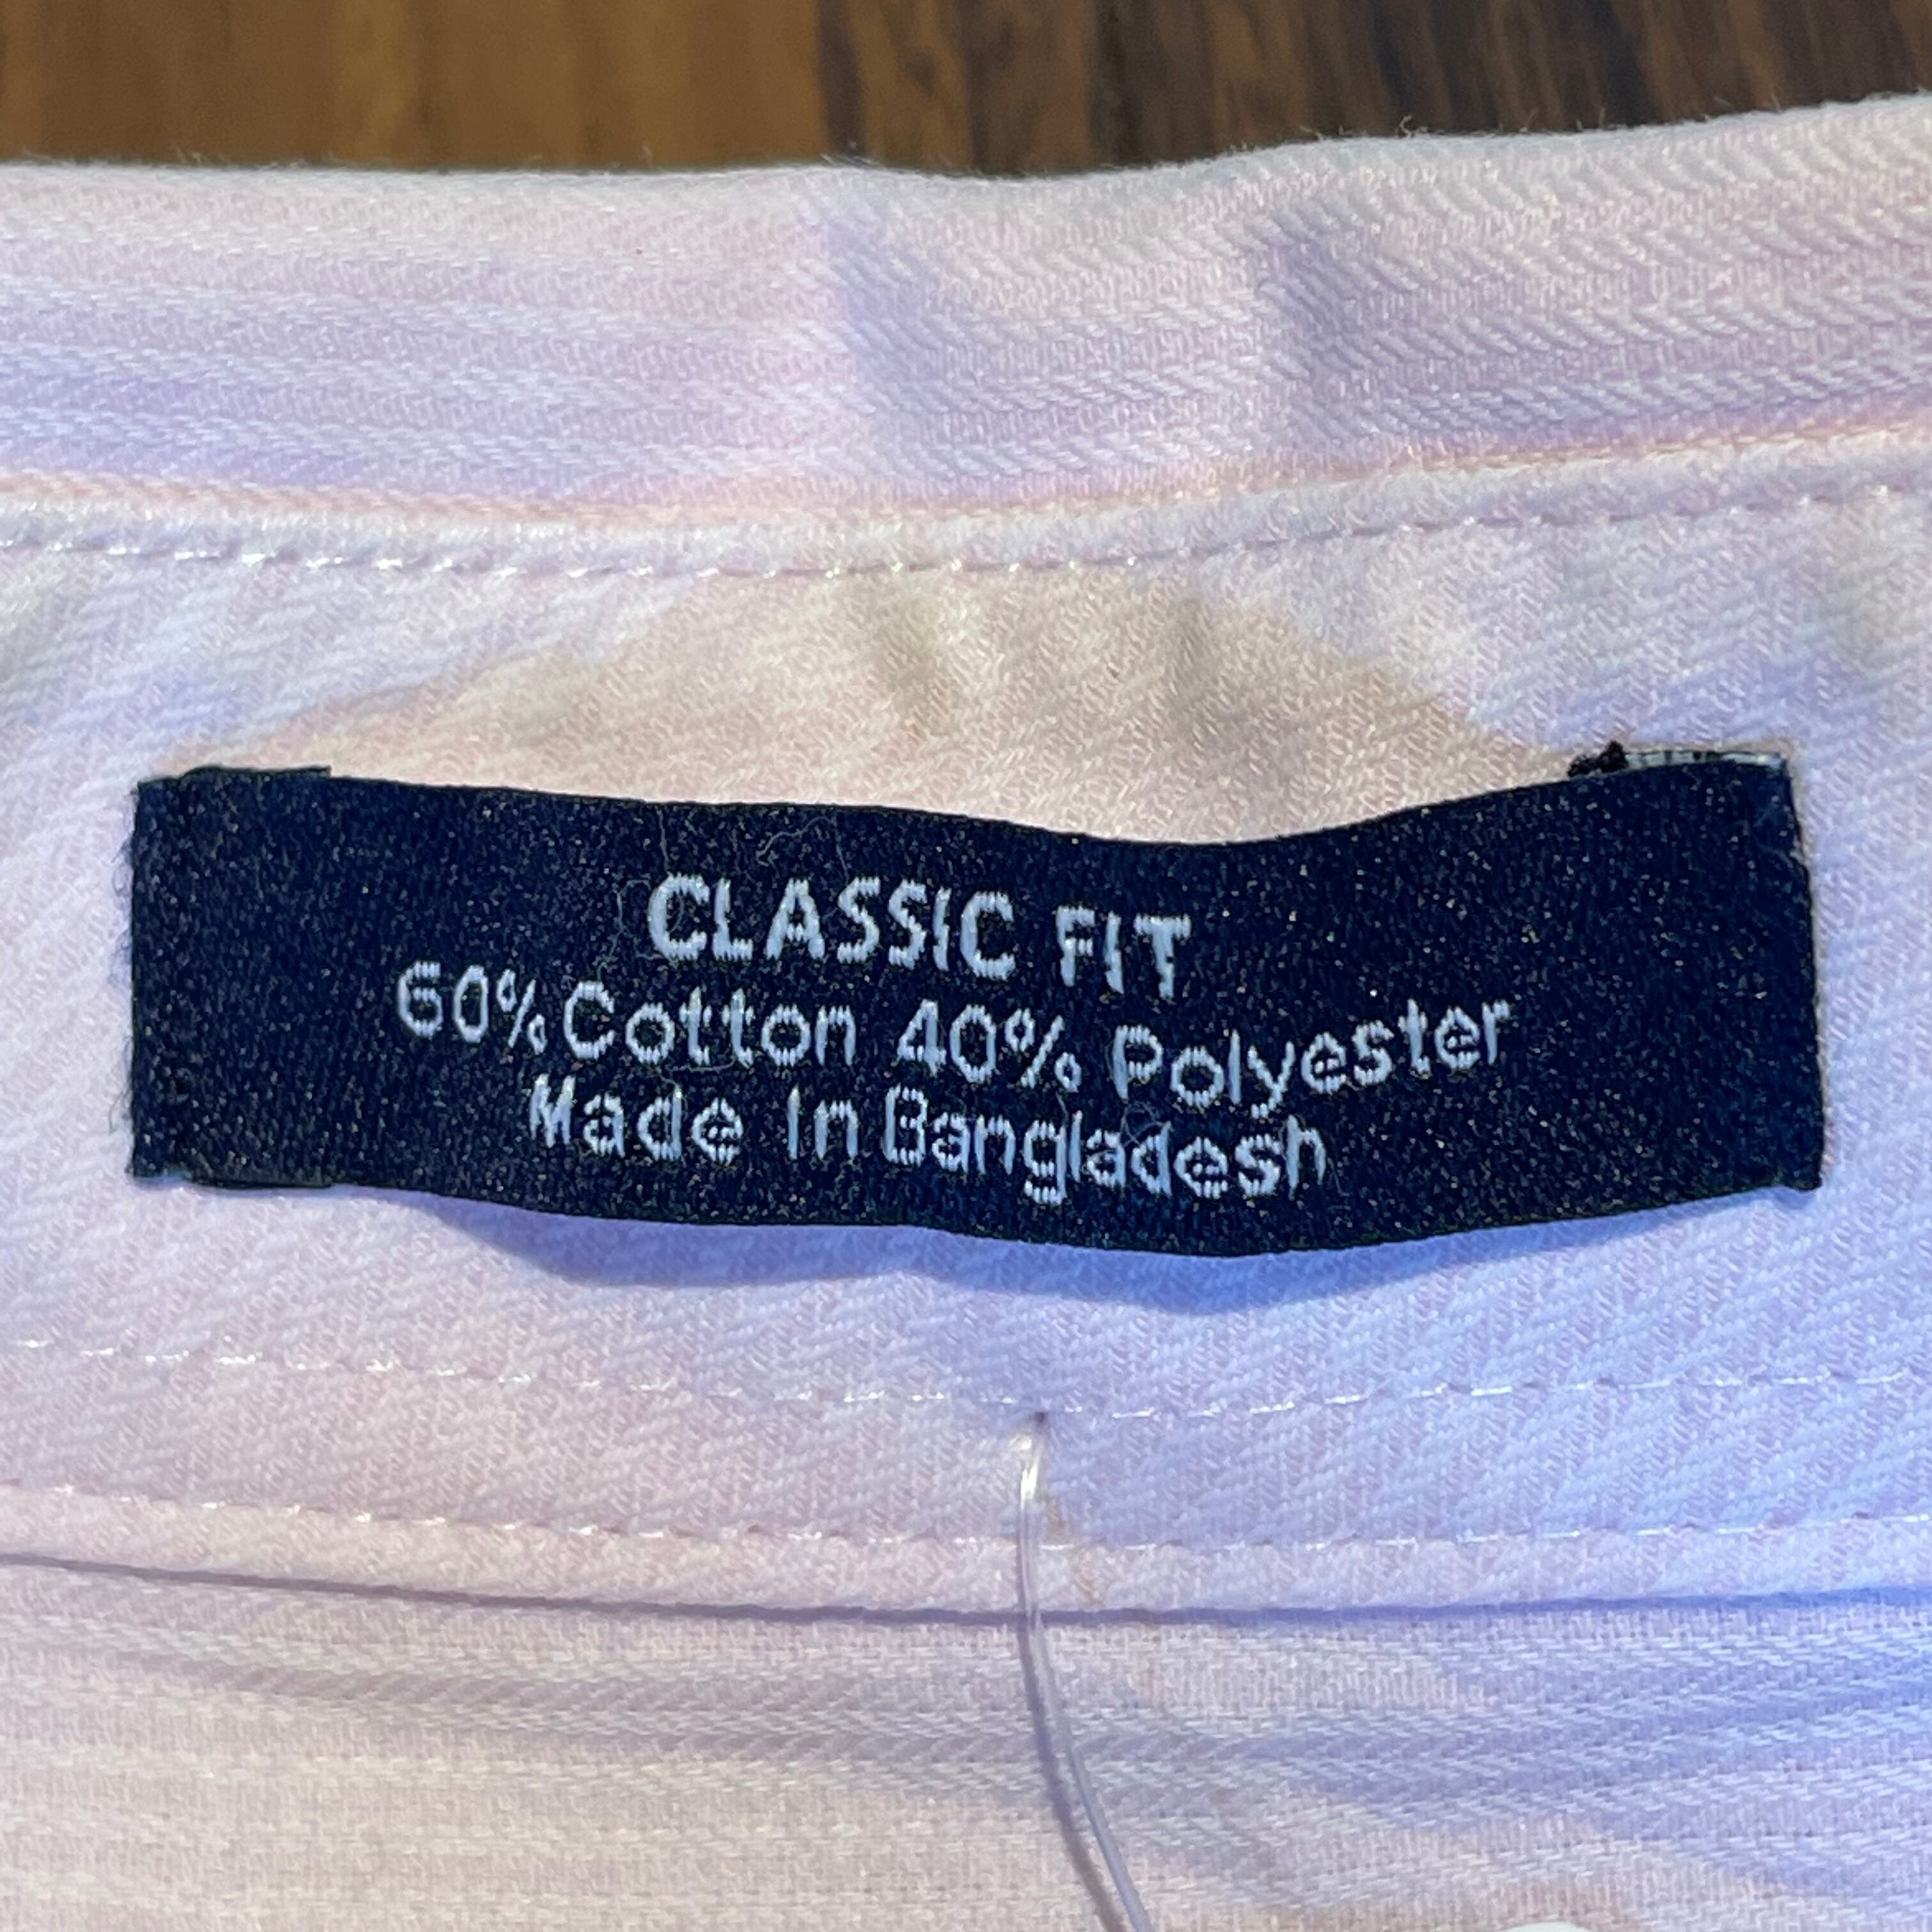 CLASSIC FIT
60% Cotton 40% Polyester
Made In Bangladesh